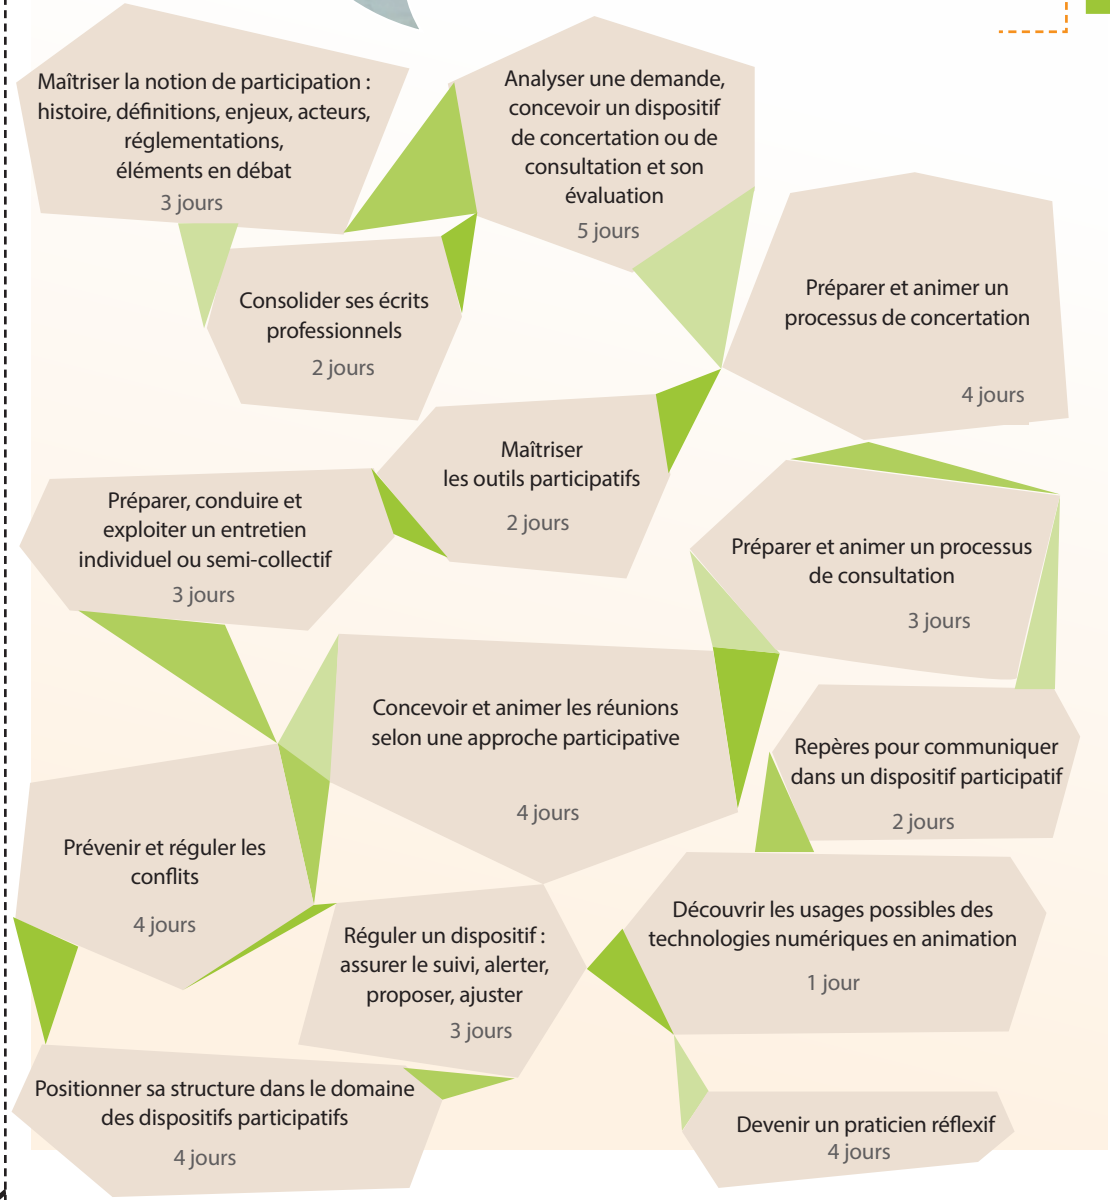 Maîtriser la notion de participation :
histoire, définitions, enjeux, acteurs,
réglementations,
éléments en débat
3 jours
Analyser une demande,
concevoir un dispositif
de concertation ou de
consultation et son
évaluation
5 jours
Consolider ses écrits
professionnels
2 jours
Préparer et animer un
processus de concertation
4 jours
Maîtriser
les outils participatifs
2 jours
Préparer, conduire et
exploiter un entretien
individuel ou semi-collectif
3 jours
Préparer et animer un processus
de consultation
3 jours
Concevoir et animer les réunions
selon une approche participative
4 jours
Repères pour communiquer
dans un dispositif participatif
2 jours
Prévenir et réguler les
conflits
4 jours
Réguler un dispositif :
assurer le suivi, alerter,
proposer, ajuster
3 jours
Découvrir les usages possibles des
technologies numériques en animation
1 jour
Positionner sa structure dans le domaine
des dispositifs participatifs
4 jours
Devenir un praticien réflexif
4 jours